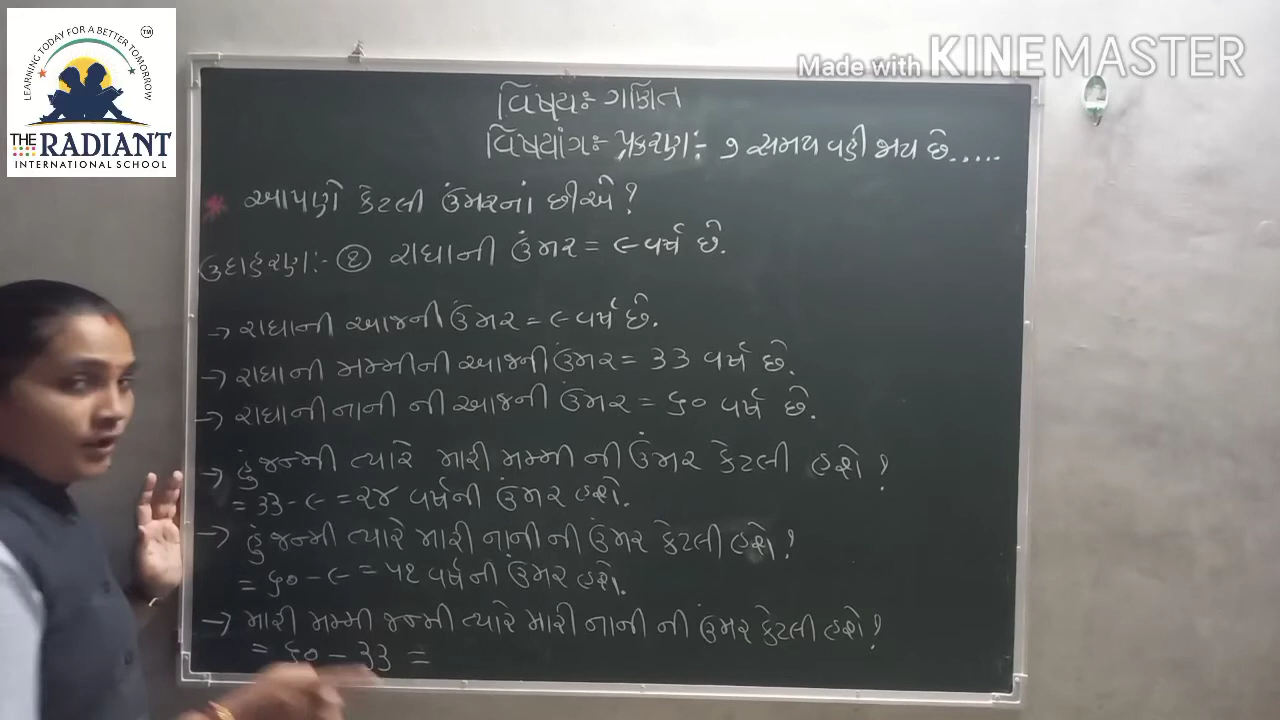 LEARNING TODAY FOR A BETTER TOMORROW
TM
THE RADIANT
INTERNATIONAL SCHOOL
Made with KINEMASTER
વિષય:- ગણિત
વિષયાંગ:- પ્રકરણ:- ૭ સમય વહી જાય છે.....
* આપણે કેટલી ઉંમરનાં છીએ?
ઉદાહરણ:- ૧ રાધાની ઉંમર = ૯ વર્ષ છે.
→ રાધાની આજની ઉંમર = ૯ વર્ષ છે.
→ રાધાની મમ્મીની આજની ઉંમર = ૩૩ વર્ષ છે.
→ રાધાની નાની ની આજની ઉંમર = ૬૦ વર્ષ છે.
→ હું જન્મી ત્યારે મારી મમ્મી ની ઉંમર કેટલી હશે?
= ૩૩ - ૯ = ૨૪ વર્ષની ઉંમર હશે.
→ હું જન્મી ત્યારે મારી નાની ની ઉંમર કેટલી હશે?
= ૬૦ - ૯ = ૫૧ વર્ષની ઉંમર હશે.
→ મારી મમ્મી જન્મી ત્યારે મારી નાની ની ઉંમર કેટલી હશે?
= ૬૦ - ૩૩ =